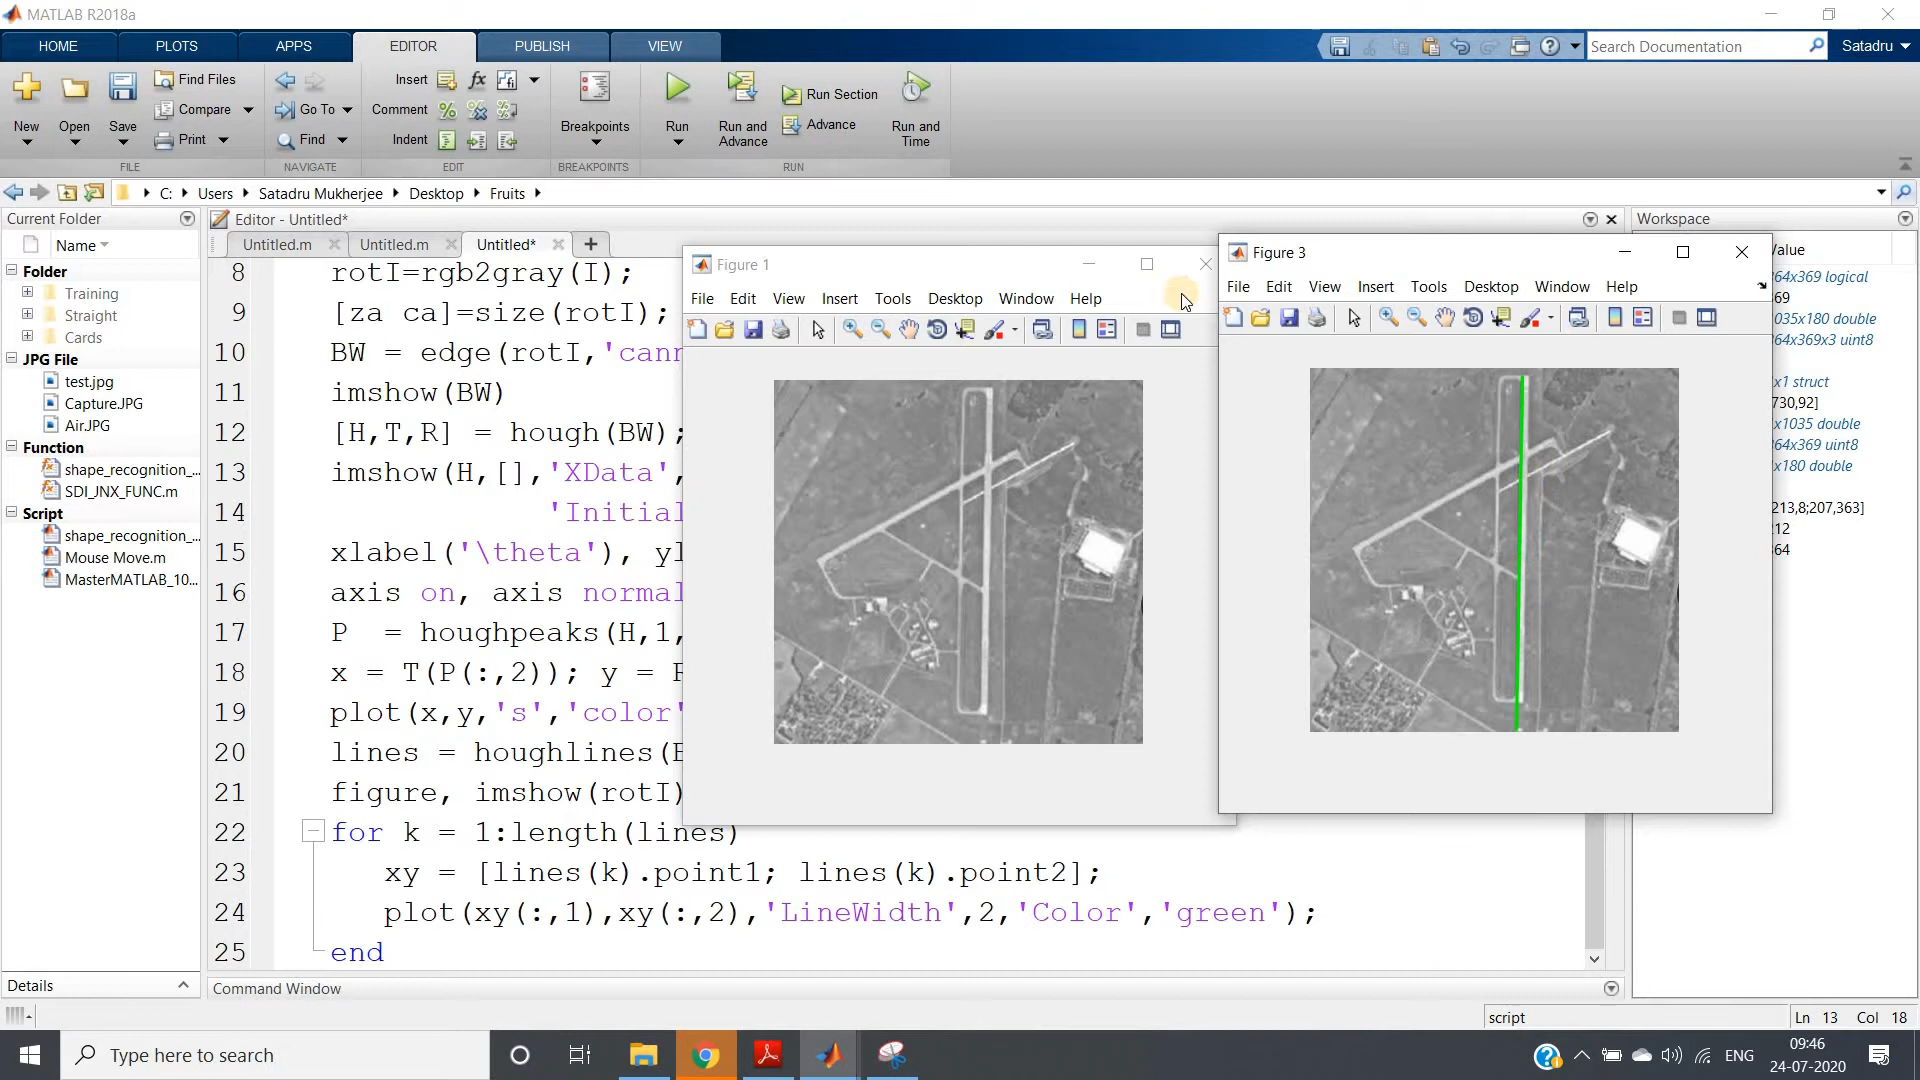 MATLAB R2018a
HOME PLOTS APPS EDITOR PUBLISH VIEW
Search Documentation Satadru
New Open Save Find Files Compare Print
Go To Find
Insert Comment Indent
Breakpoints
Run Run and Advance Run Section Advance Run and Time
FILE NAVIGATE EDIT BREAKPOINTS RUN
C: Users Satadru Mukherjee Desktop Fruits
Current Folder
Name
Folder
Training
Straight
Cards
JPG File
test.jpg
Capture.JPG
Air.JPG
Function
shape_recognition_...
SDI_JNX_FUNC.m
Script
shape_recognition_...
Mouse Move.m
MasterMATLAB_10...
Details
Editor - Untitled*
Untitled.m Untitled.m Untitled*
8 rotI=rgb2gray(I);
9 [za ca]=size(rotI);
10 BW = edge(rotI,'cann
11 imshow(BW)
12 [H,T,R] = hough(BW);
13 imshow(H,[],'XData',
14 'Initial
15 xlabel('\theta'), yl
16 axis on, axis normal
17 P = houghpeaks(H,1,
18 x = T(P(:,2)); y =
19 plot(x,y,'s','color'
20 lines = houghlines(
21 figure, imshow(rotI)
22 for k = 1:length(lines)
23 xy = [lines(k).point1; lines(k).point2];
24 plot(xy(:,1),xy(:,2),'LineWidth',2,'Color','green');
25 end
Command Window
Figure 1
File Edit View Insert Tools Desktop Window Help
Figure 3
File Edit View Insert Tools Desktop Window Help
Workspace
Value
64x369 logical
69
035x180 double
64x369x3 uint8
x1 struct
730,92]
x1035 double
64x369 uint8
x180 double
213,8;207,363]
212
64
script
Ln 13 Col 18
Type here to search
ENG
09:46
24-07-2020